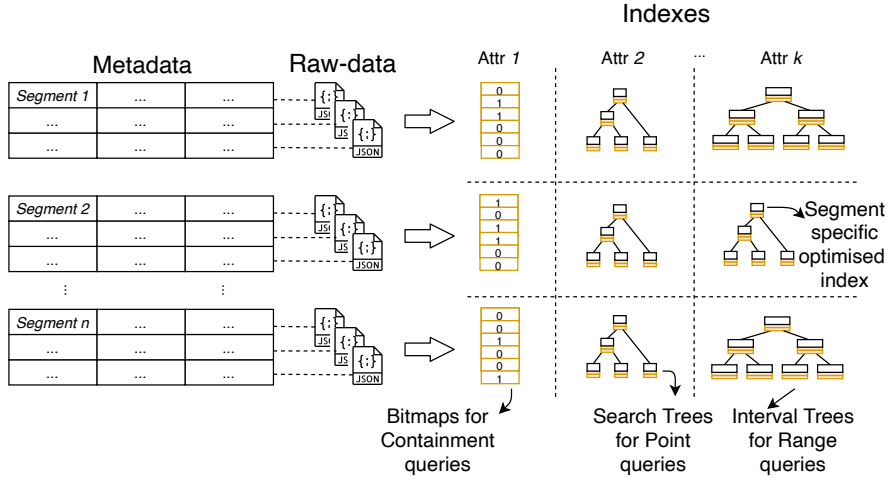 Indexes
Metadata
Raw-data
Attr 1
Attr 2
...
Attr k
Segment 1
...
...
...
...
...
...
...
...
{;}
JSON
0
1
1
0
0
0
Segment 2
...
...
...
...
...
...
...
...
{;}
JSON
1
0
1
1
0
0
Segment
specific
optimised
index
⋮
⋮
Segment n
...
...
...
...
...
...
...
...
{;}
JSON
0
0
1
0
0
1
Bitmaps for
Containment
queries
Search Trees
for Point
queries
Interval Trees
for Range
queries